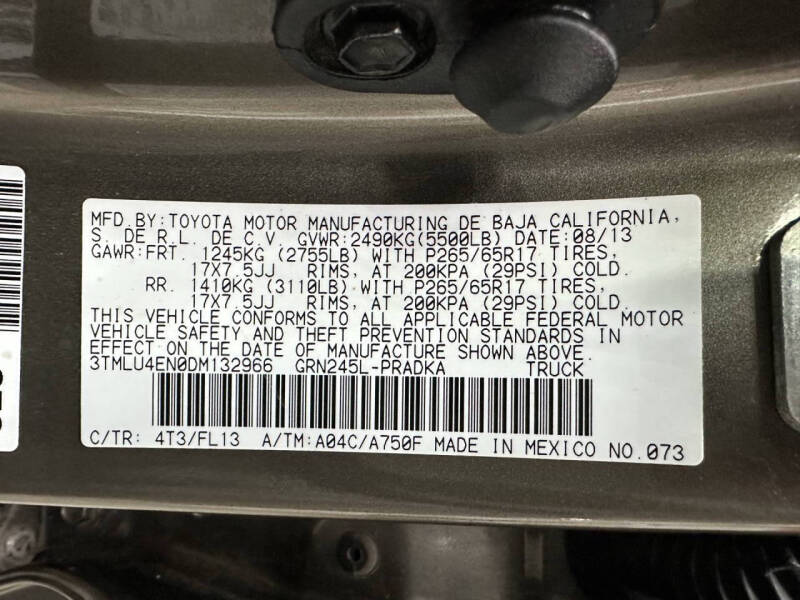 MFD.BY:TOYOTA MOTOR MANUFACTURING DE BAJA CALIFORNIA,
S. DE R.L. DE C.V. GVWR:2490KG(5500LB) DATE:08/13
GAWR:FRT. 1245KG (2755LB) WITH P265/65R17 TIRES,
17X7.5JJ RIMS, AT 200KPA (29PSI) COLD.
RR. 1410KG (3110LB) WITH P265/65R17 TIRES,
17X7.5JJ RIMS, AT 200KPA (29PSI) COLD.
THIS VEHICLE CONFORMS TO ALL APPLICABLE FEDERAL MOTOR
VEHICLE SAFETY AND THEFT PREVENTION STANDARDS IN
EFFECT ON THE DATE OF MANUFACTURE SHOWN ABOVE.
3TMLU4EN0DM132966 GRN245L-PRADKA TRUCK
C/TR: 4T3/FL13 A/TM:A04C/A750F MADE IN MEXICO NO.073